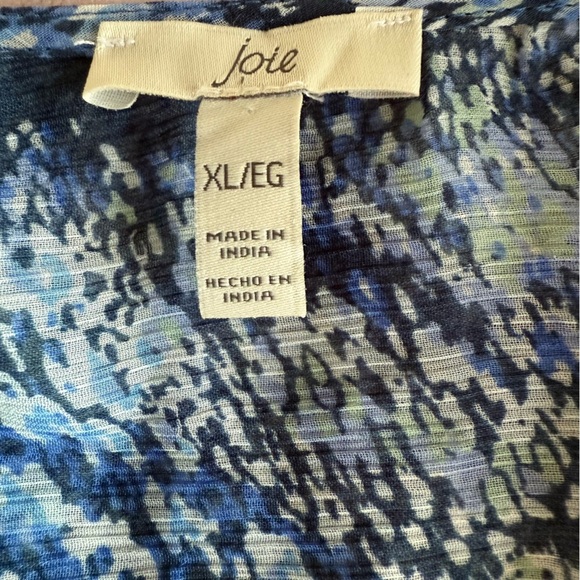 joie
XL/EG
MADE IN
INDIA
HECHO EN
INDIA